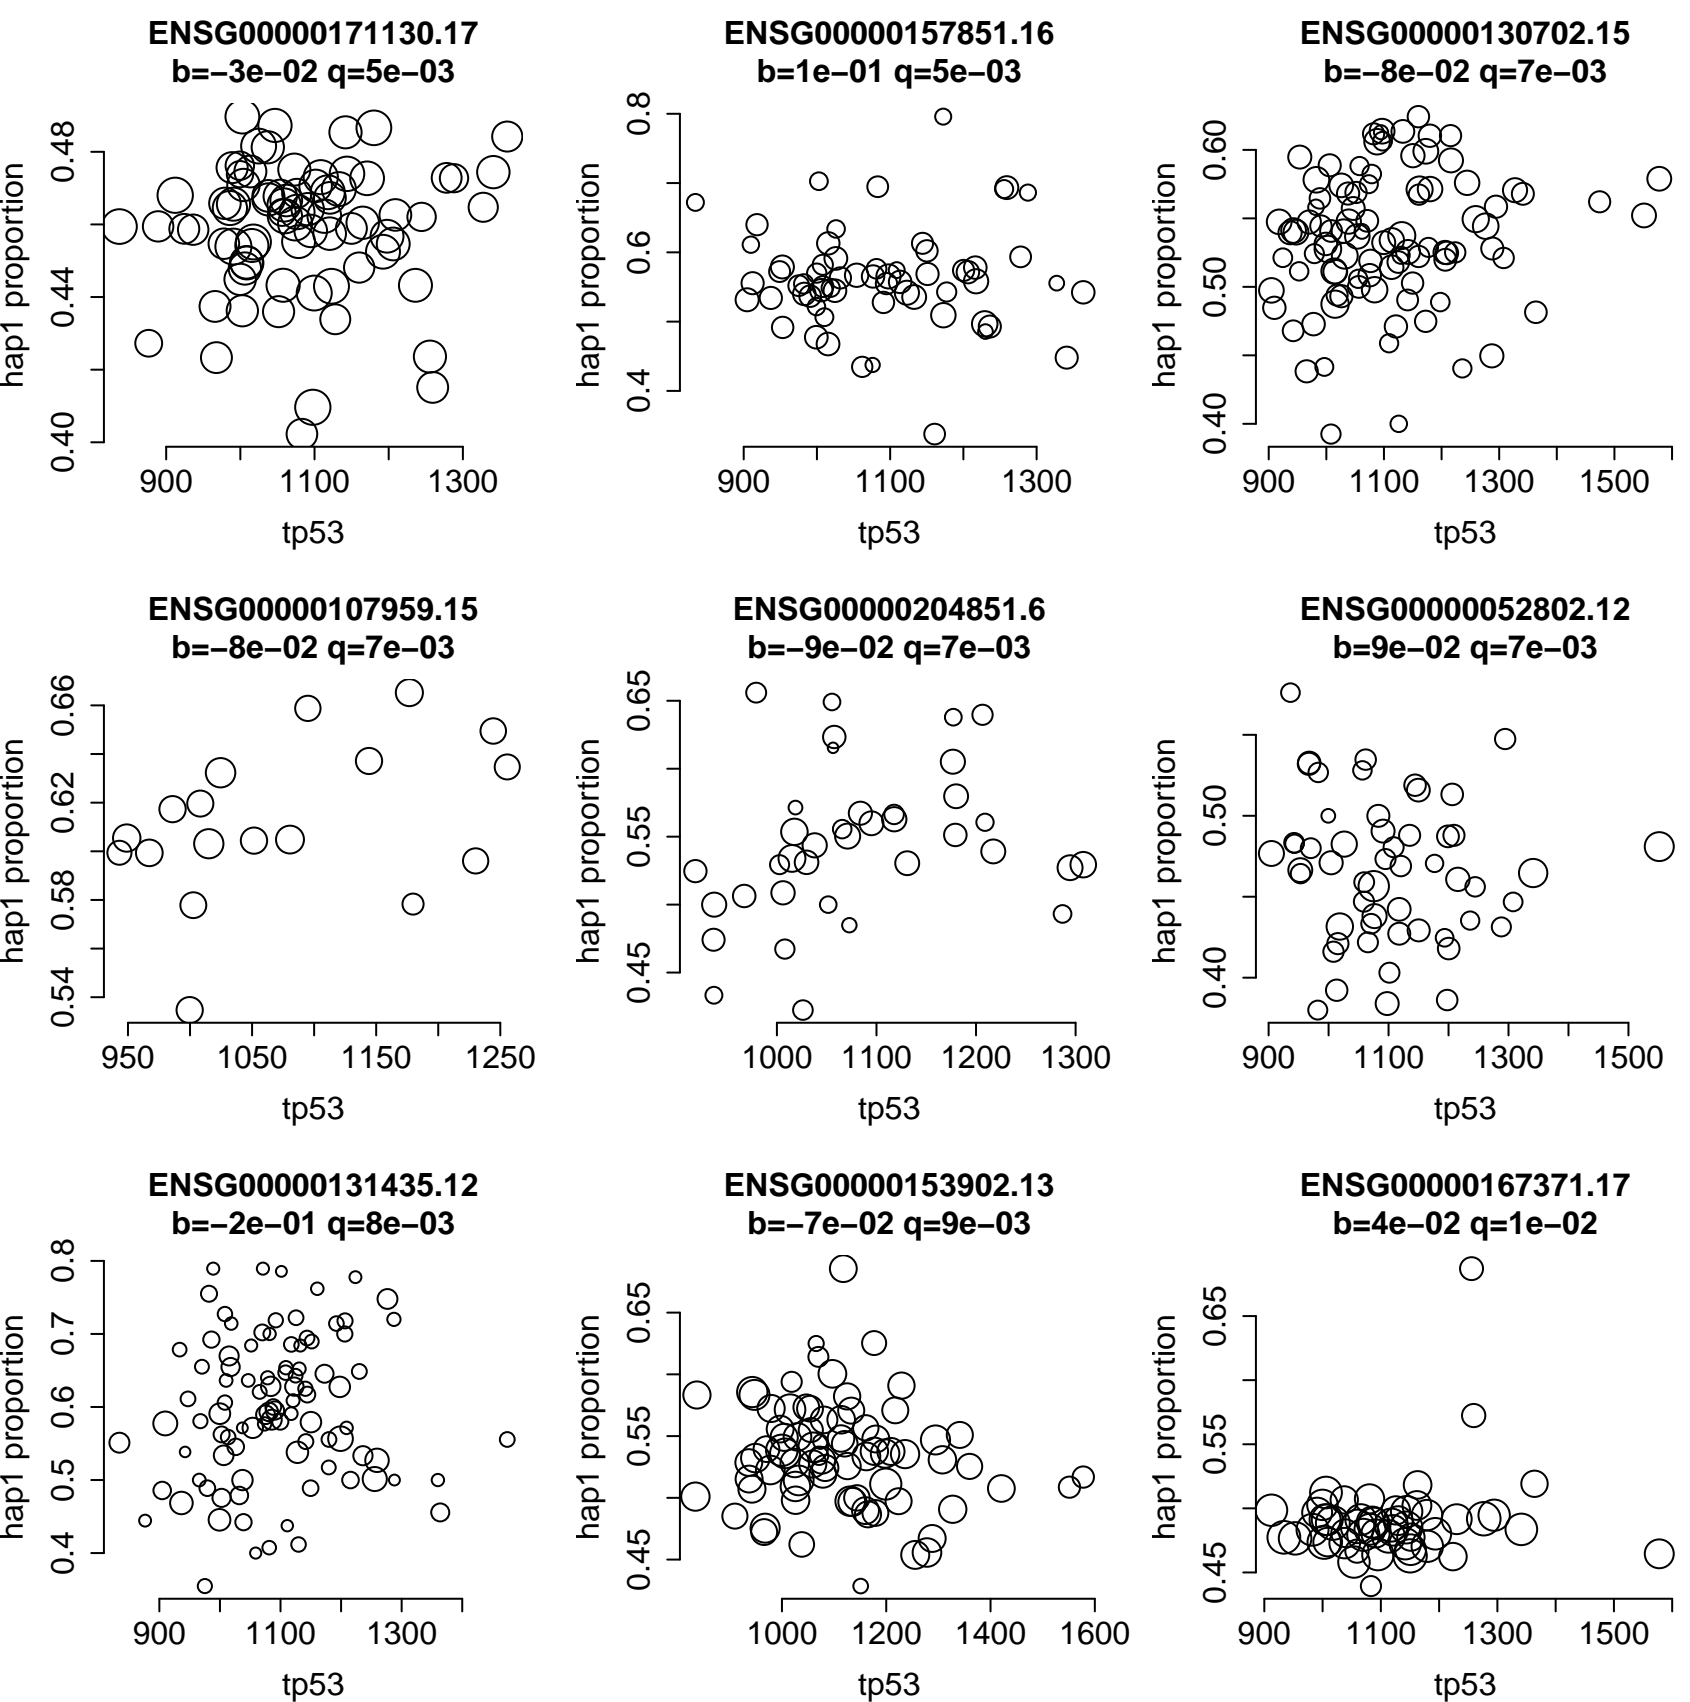 ENSG00000171130.17
b=−3e−02 q=5e−03
hap1 proportion
0.40 0.44 0.48
900 1100 1300
tp53
ENSG00000157851.16
b=1e−01 q=5e−03
hap1 proportion
0.4 0.6 0.8
900 1100 1300
tp53
ENSG00000130702.15
b=−8e−02 q=7e−03
hap1 proportion
0.40 0.50 0.60
900 1100 1300 1500
tp53
ENSG00000107959.15
b=−8e−02 q=7e−03
hap1 proportion
0.54 0.58 0.62 0.66
950 1050 1150 1250
tp53
ENSG00000204851.6
b=−9e−02 q=7e−03
hap1 proportion
0.45 0.55 0.65
1000 1100 1200 1300
tp53
ENSG00000052802.12
b=9e−02 q=7e−03
hap1 proportion
0.40 0.50
900 1100 1300 1500
tp53
ENSG00000131435.12
b=−2e−01 q=8e−03
hap1 proportion
0.4 0.5 0.6 0.7 0.8
900 1100 1300
tp53
ENSG00000153902.13
b=−7e−02 q=9e−03
hap1 proportion
0.45 0.55 0.65
1000 1200 1400 1600
tp53
ENSG00000167371.17
b=4e−02 q=1e−02
hap1 proportion
0.45 0.55 0.65
900 1100 1300 1500
tp53